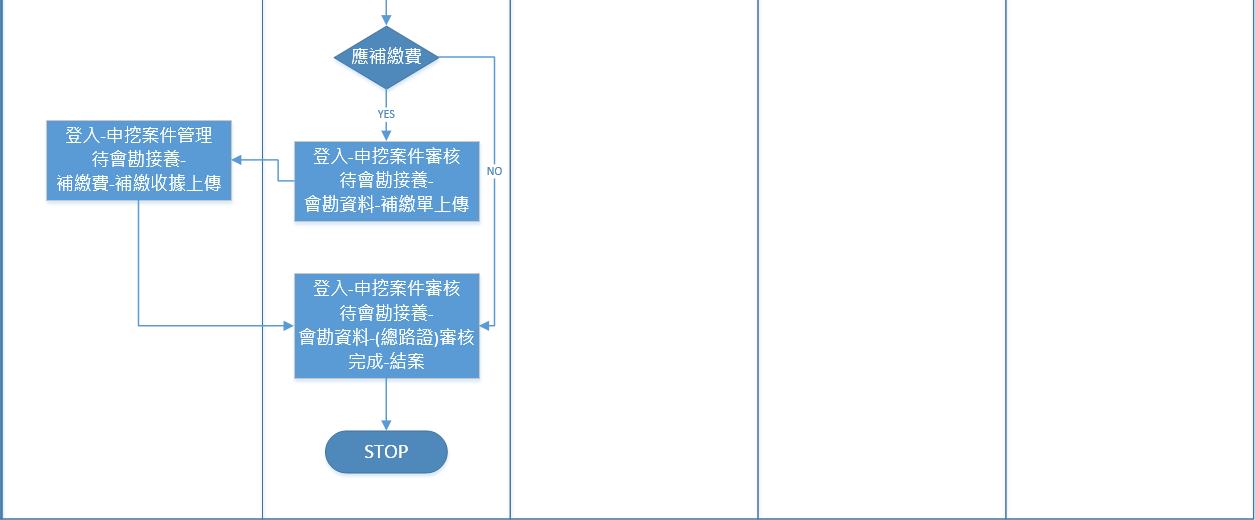 應補繳費
YES
登入-申挖案件管理
待會勘接養-
補繳費-補繳收據上傳
登入-申挖案件審核
待會勘接養-
會勘資料-補繳單上傳
NO
登入-申挖案件審核
待會勘接養-
會勘資料-(總路證)審核
完成-結案
STOP